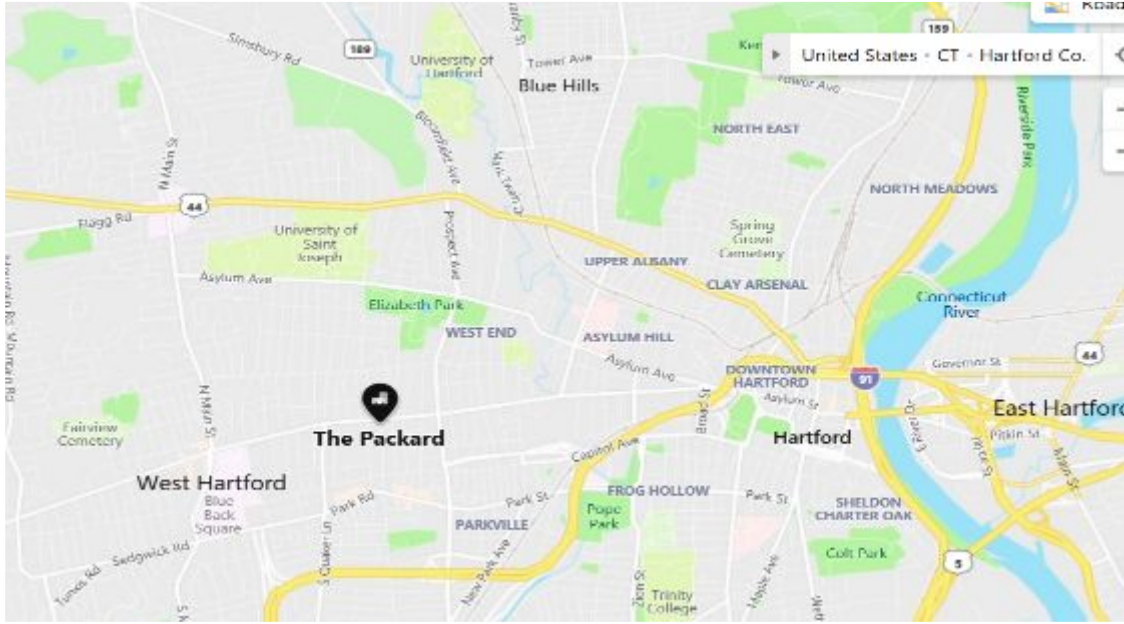 Road
189
159
Simsbury Rd
University of
Hartford
Tower Ave
Blue Hills
United States - CT - Hartford Co.
Tower Ave
Riverside Park
NORTH EAST
Bloomfield Ave
N Main St
44
NORTH MEADOWS
Flagg Rd
University of
Saint
Joseph
Prospect Ave
Spring
Grove
Cemetery
UPPER ALBANY
CLAY ARSENAL
Asylum Ave
Elizabeth Park
Connecticut
River
WEST END
ASYLUM HILL
Asylum Ave
Governor St
44
DOWNTOWN
HARTFORD
91
N Main St
Broad St
Asylum St
East Hartford
Fairview
Cemetery
The Packard
Hartford
Pitkin St
Main St
Capitol Ave
West Hartford
Blue
Back
Square
Park Rd
Park St
FROG HOLLOW
Park St
SHELDON
CHARTER OAK
Pope
Park
PARKVILLE
Sedgwick Rd
S Quaker Ln
New Park Ave
Colt Park
5
Trinity
College
Maple Ave